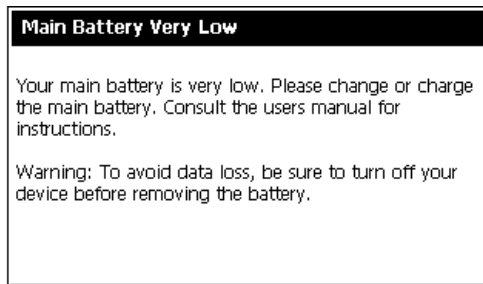 Main Battery Very Low
Your main battery is very low. Please change or charge
the main battery. Consult the users manual for
instructions.
Warning: To avoid data loss, be sure to turn off your
device before removing the battery.